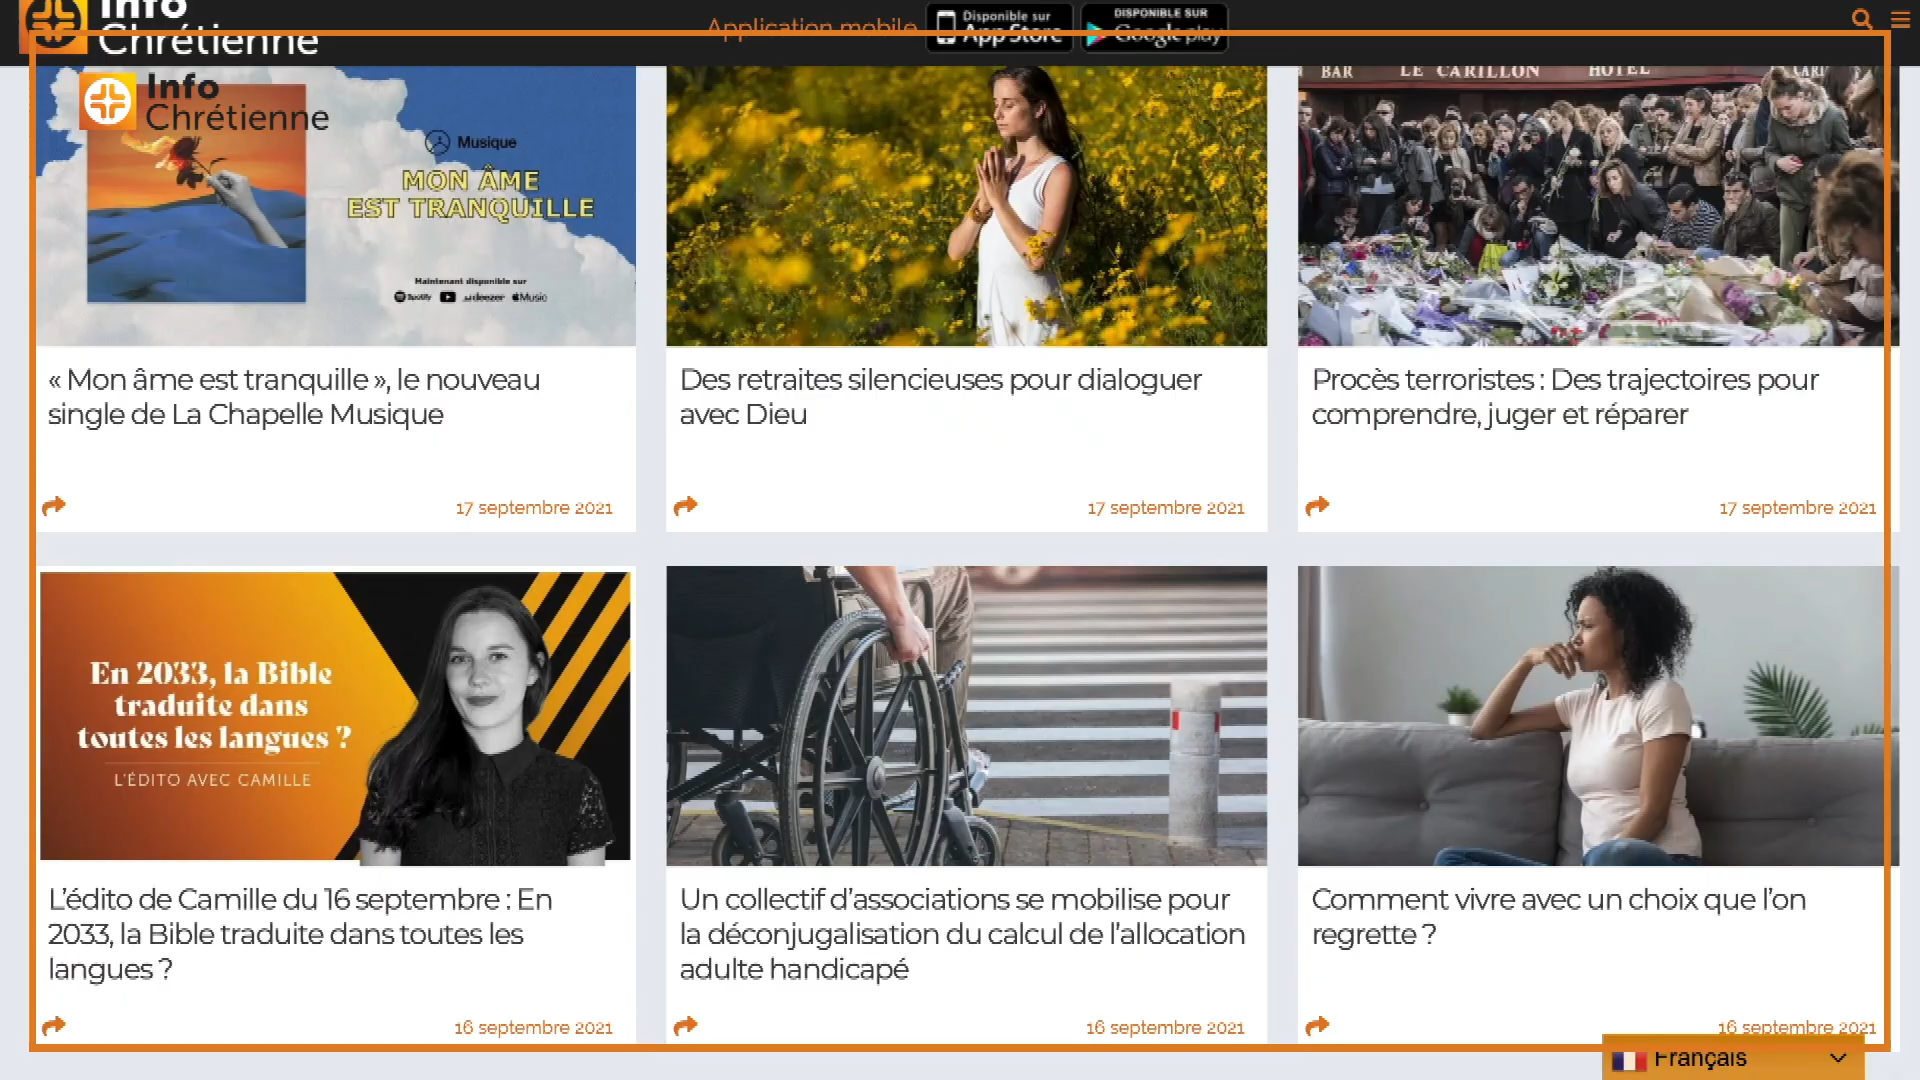 Info
Chrétienne
Application mobile
Disponible sur
App Store
DISPONIBLE SUR
Google play
Info
Chrétienne
Musique
MON ÂME
EST TRANQUILLE
Maintenant disponible sur
Spotify
deezer
Music
BAR LE CARILLON HOTEL
« Mon âme est tranquille », le nouveau
single de La Chapelle Musique
17 septembre 2021
Des retraites silencieuses pour dialoguer
avec Dieu
17 septembre 2021
Procès terroristes : Des trajectoires pour
comprendre, juger et réparer
17 septembre 2021
En 2033, la Bible
traduite dans
toutes les langues ?
L'ÉDITO AVEC CAMILLE
L'édito de Camille du 16 septembre : En
2033, la Bible traduite dans toutes les
langues ?
16 septembre 2021
Un collectif d'associations se mobilise pour
la déconjugalisation du calcul de l'allocation
adulte handicapé
16 septembre 2021
Comment vivre avec un choix que l'on
regrette ?
16 septembre 2021
Français